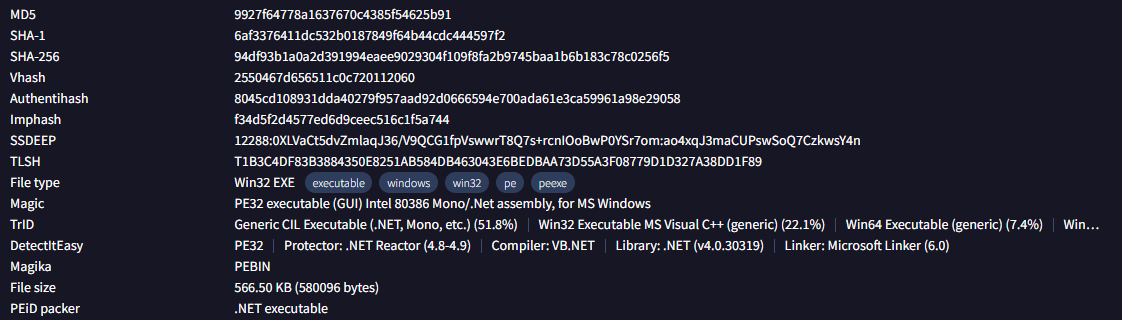 MD5 9927f64778a1637670c4385f54625b91
SHA-1 6af3376411dc532b0187849f64b44cdc444597f2
SHA-256 94df93b1a0a2d391994eaee9029304f109f8fa2b9745baa1b6b183c78c0256f5
Vhash 2550467d656511c0c720112060
Authentihash 8045cd108931dda40279f957aad92d0666594e700ada61e3ca59961a98e29058
Imphash f34d5f2d4577ed6d9ceec516c1f5a744
SSDEEP 12288:0XLVaCt5dvZmlaqJ36/V9QCG1fpVswwrT8Q7s+rcnIOoBwP0YSr7om:ao4xqJ3maCUPswSoQ7CzkwsY4n
TLSH T1B3C4DF83B3884350E8251AB584DB463043E6BEDBAA73D55A3F08779D1D327A38DD1F89
File type Win32 EXE executable windows win32 pe peexe
Magic PE32 executable (GUI) Intel 80386 Mono/.Net assembly, for MS Windows
TrID Generic CIL Executable (.NET, Mono, etc.) (51.8%) | Win32 Executable MS Visual C++ (generic) (22.1%) | Win64 Executable (generic) (7.4%) | Win…
DetectItEasy PE32 | Protector: .NET Reactor (4.8-4.9) | Compiler: VB.NET | Library: .NET (v4.0.30319) | Linker: Microsoft Linker (6.0)
Magika PEBIN
File size 566.50 KB (580096 bytes)
PEiD packer .NET executable